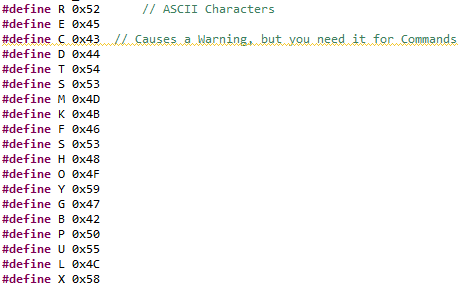 #define R 0x52 // ASCII Characters
#define E 0x45
#define C 0x43 // Causes a Warning, but you need it for Commands
#define D 0x44
#define T 0x54
#define S 0x53
#define M 0x4D
#define K 0x4B
#define F 0x46
#define S 0x53
#define H 0x48
#define O 0x4F
#define Y 0x59
#define G 0x47
#define B 0x42
#define P 0x50
#define U 0x55
#define L 0x4C
#define X 0x58